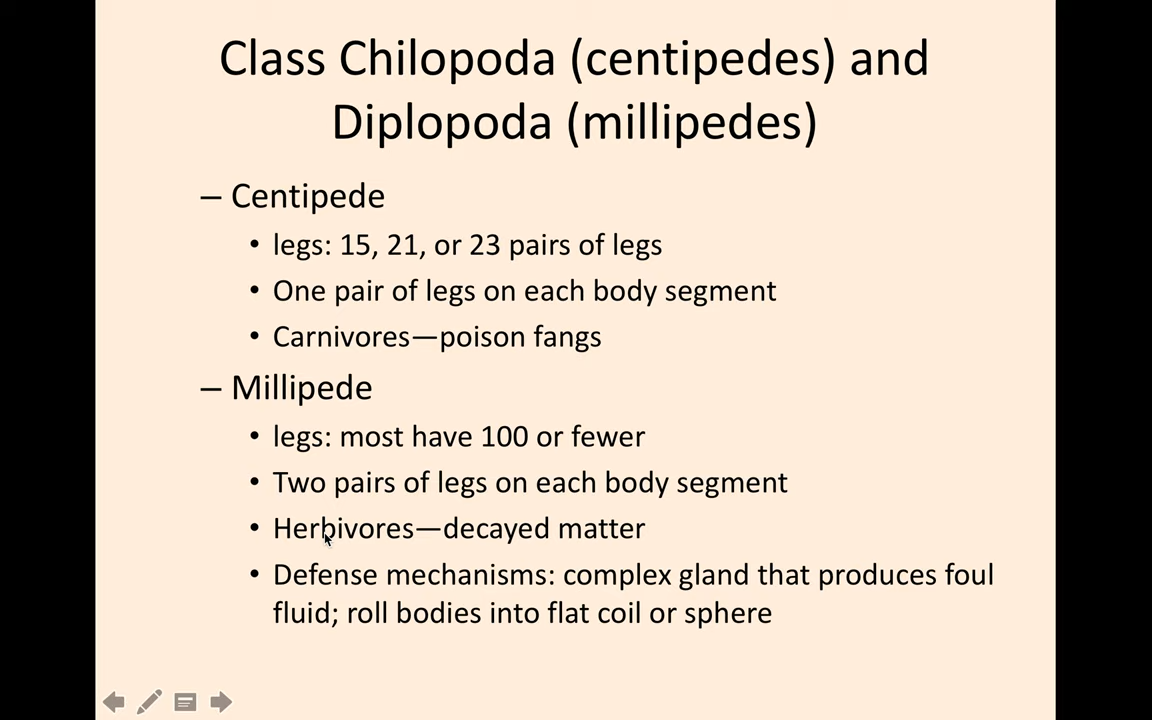 Class Chilopoda (centipedes) and
Diplopoda (millipedes)
– Centipede
• legs: 15, 21, or 23 pairs of legs
• One pair of legs on each body segment
• Carnivores—poison fangs
– Millipede
• legs: most have 100 or fewer
• Two pairs of legs on each body segment
• Herbivores—decayed matter
• Defense mechanisms: complex gland that produces foul
fluid; roll bodies into flat coil or sphere